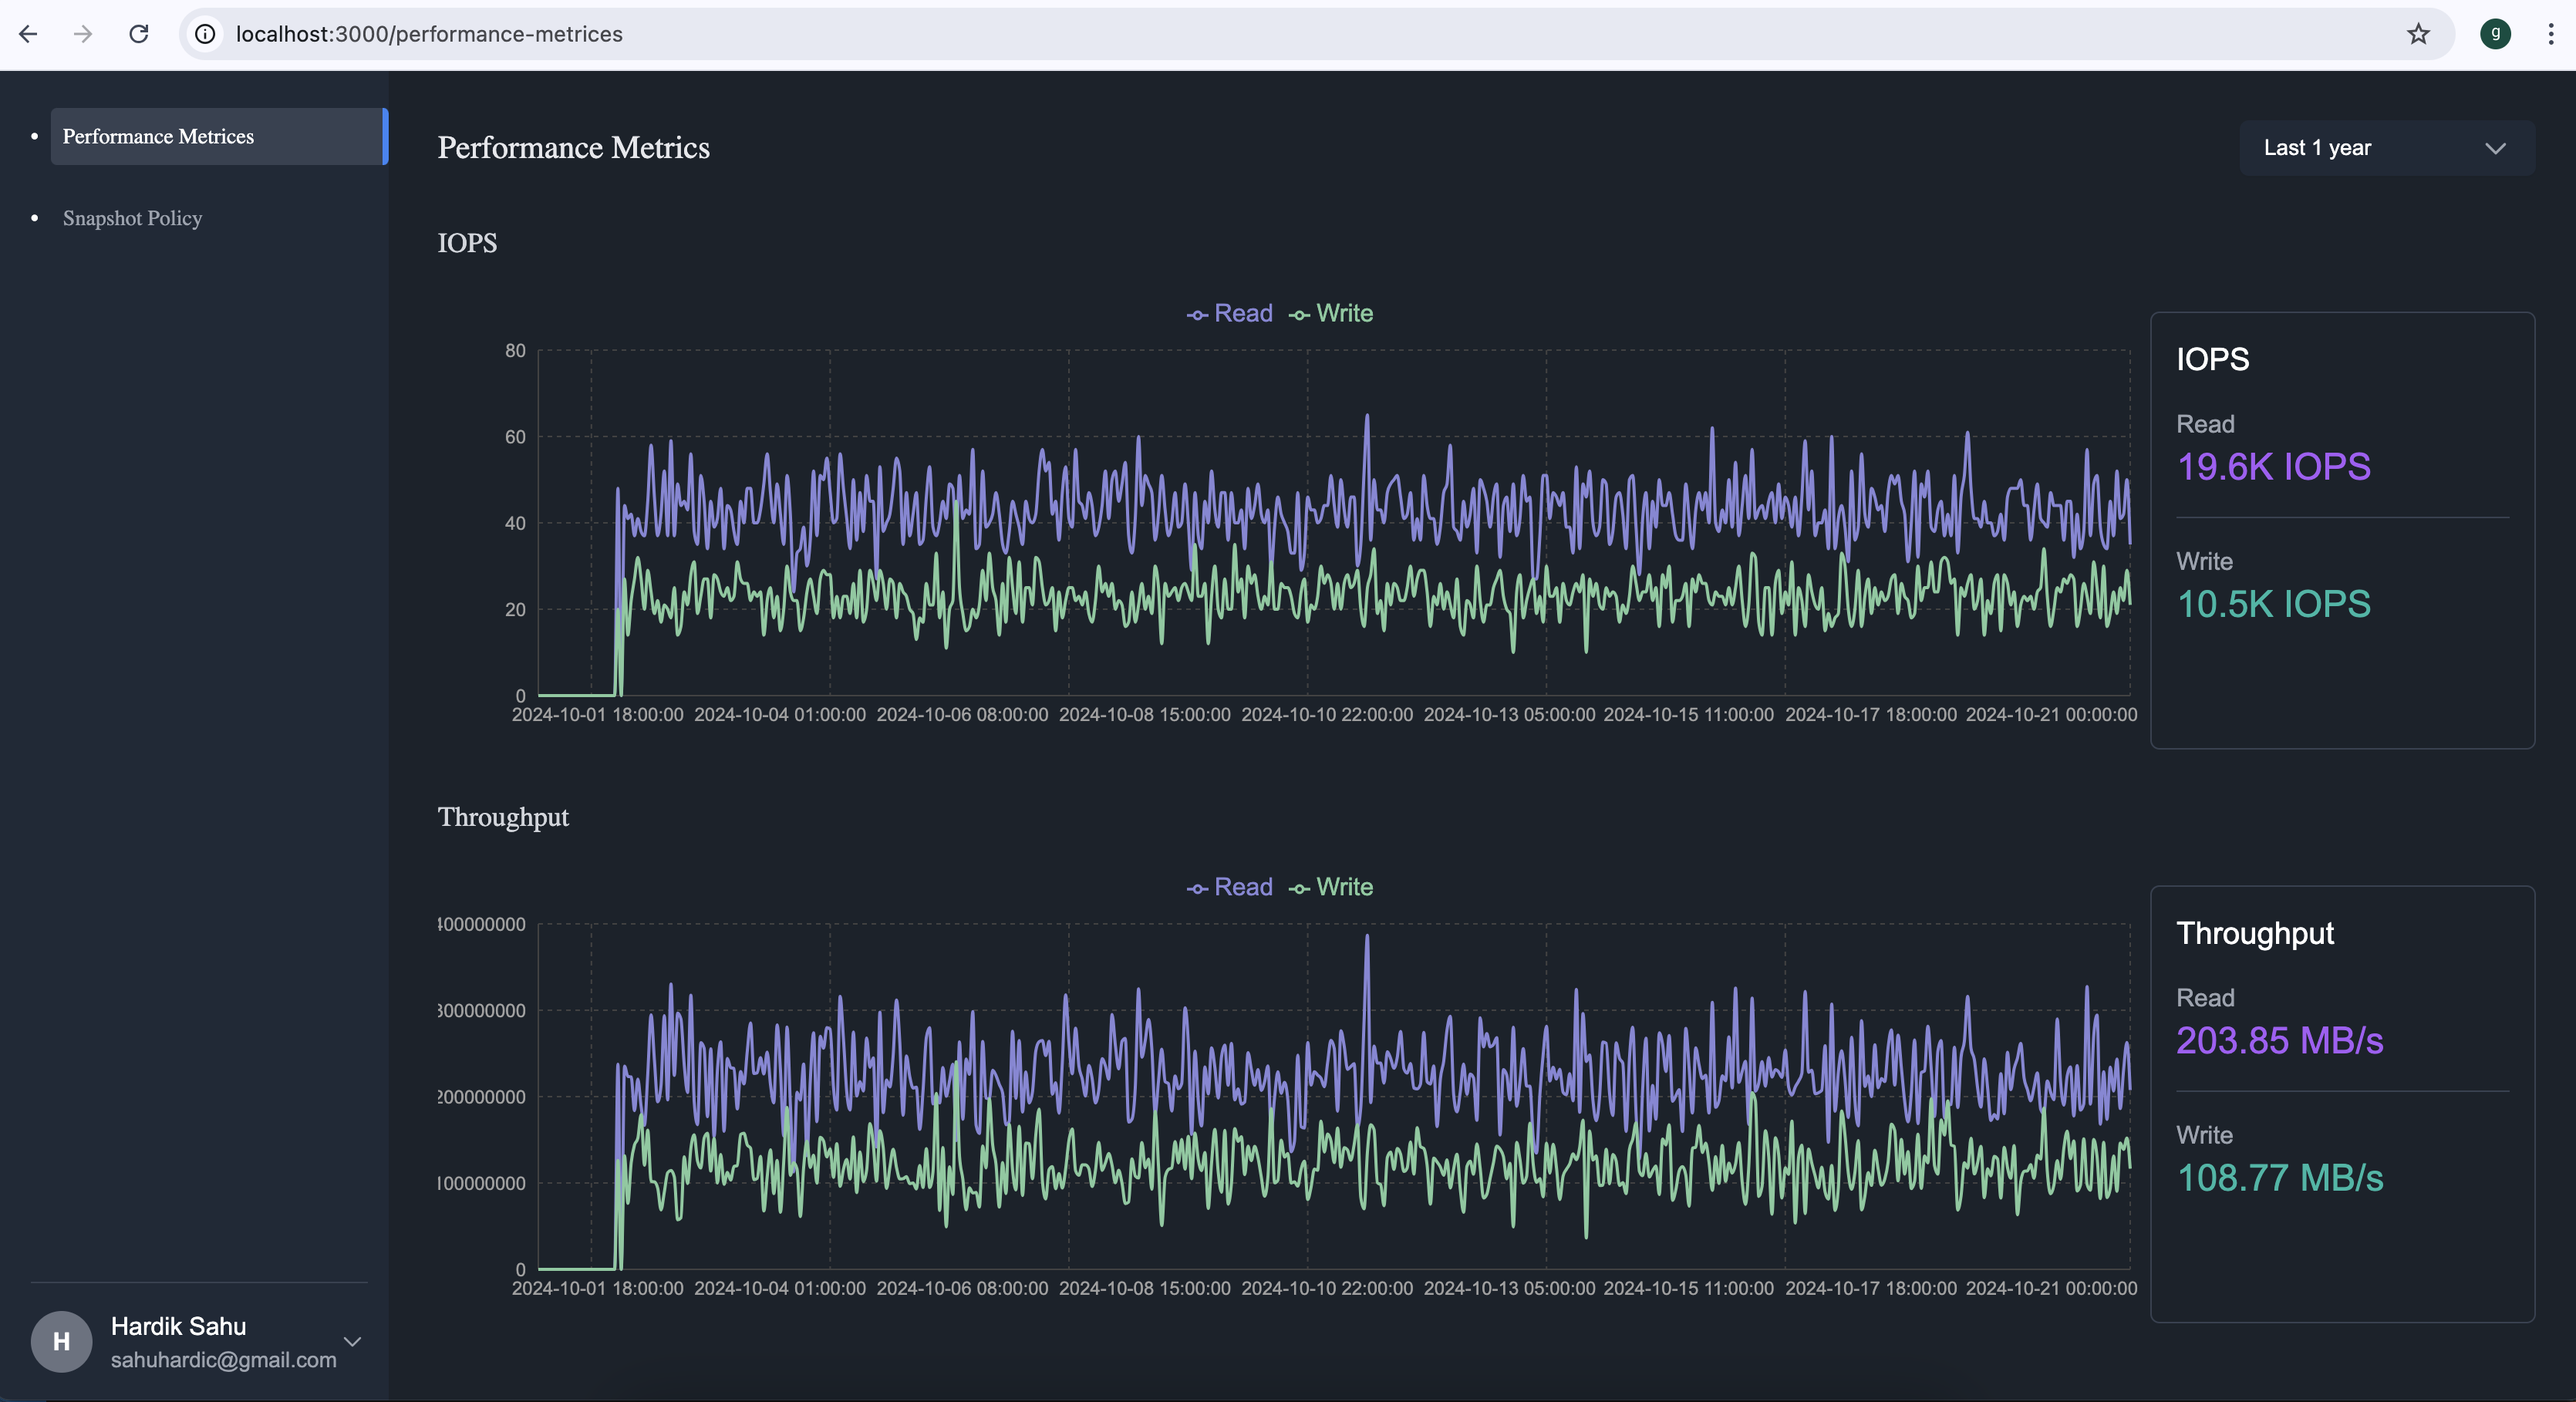 localhost:3000/performance-metrices
g
Performance Metrices
Snapshot Policy
Performance Metrics
Last 1 year
IOPS
Read Write
80
60
40
20
0
2024-10-01 18:00:00 2024-10-04 01:00:00 2024-10-06 08:00:00 2024-10-08 15:00:00 2024-10-10 22:00:00 2024-10-13 05:00:00 2024-10-15 11:00:00 2024-10-17 18:00:00 2024-10-21 00:00:00
IOPS
Read
19.6K IOPS
Write
10.5K IOPS
Throughput
Read Write
400000000
300000000
200000000
100000000
0
2024-10-01 18:00:00 2024-10-04 01:00:00 2024-10-06 08:00:00 2024-10-08 15:00:00 2024-10-10 22:00:00 2024-10-13 05:00:00 2024-10-15 11:00:00 2024-10-17 18:00:00 2024-10-21 00:00:00
Throughput
Read
203.85 MB/s
Write
108.77 MB/s
H
Hardik Sahu
sahuhardic@gmail.com